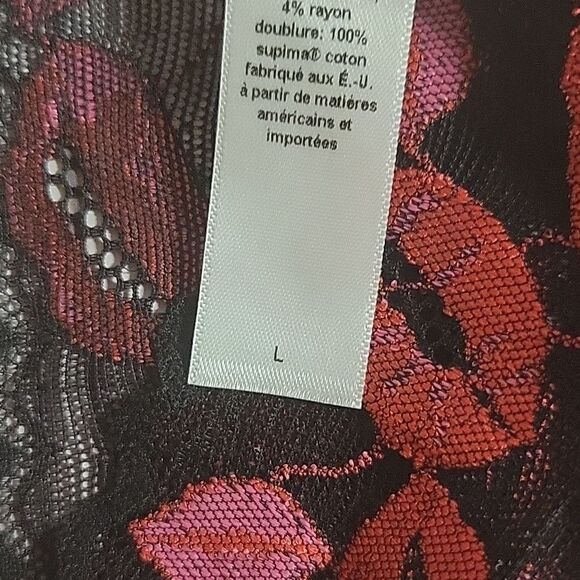 4% rayon
doublure: 100%
supima® coton
fabriqué aux É.-U.
à partir de matières
américains et
importées
L